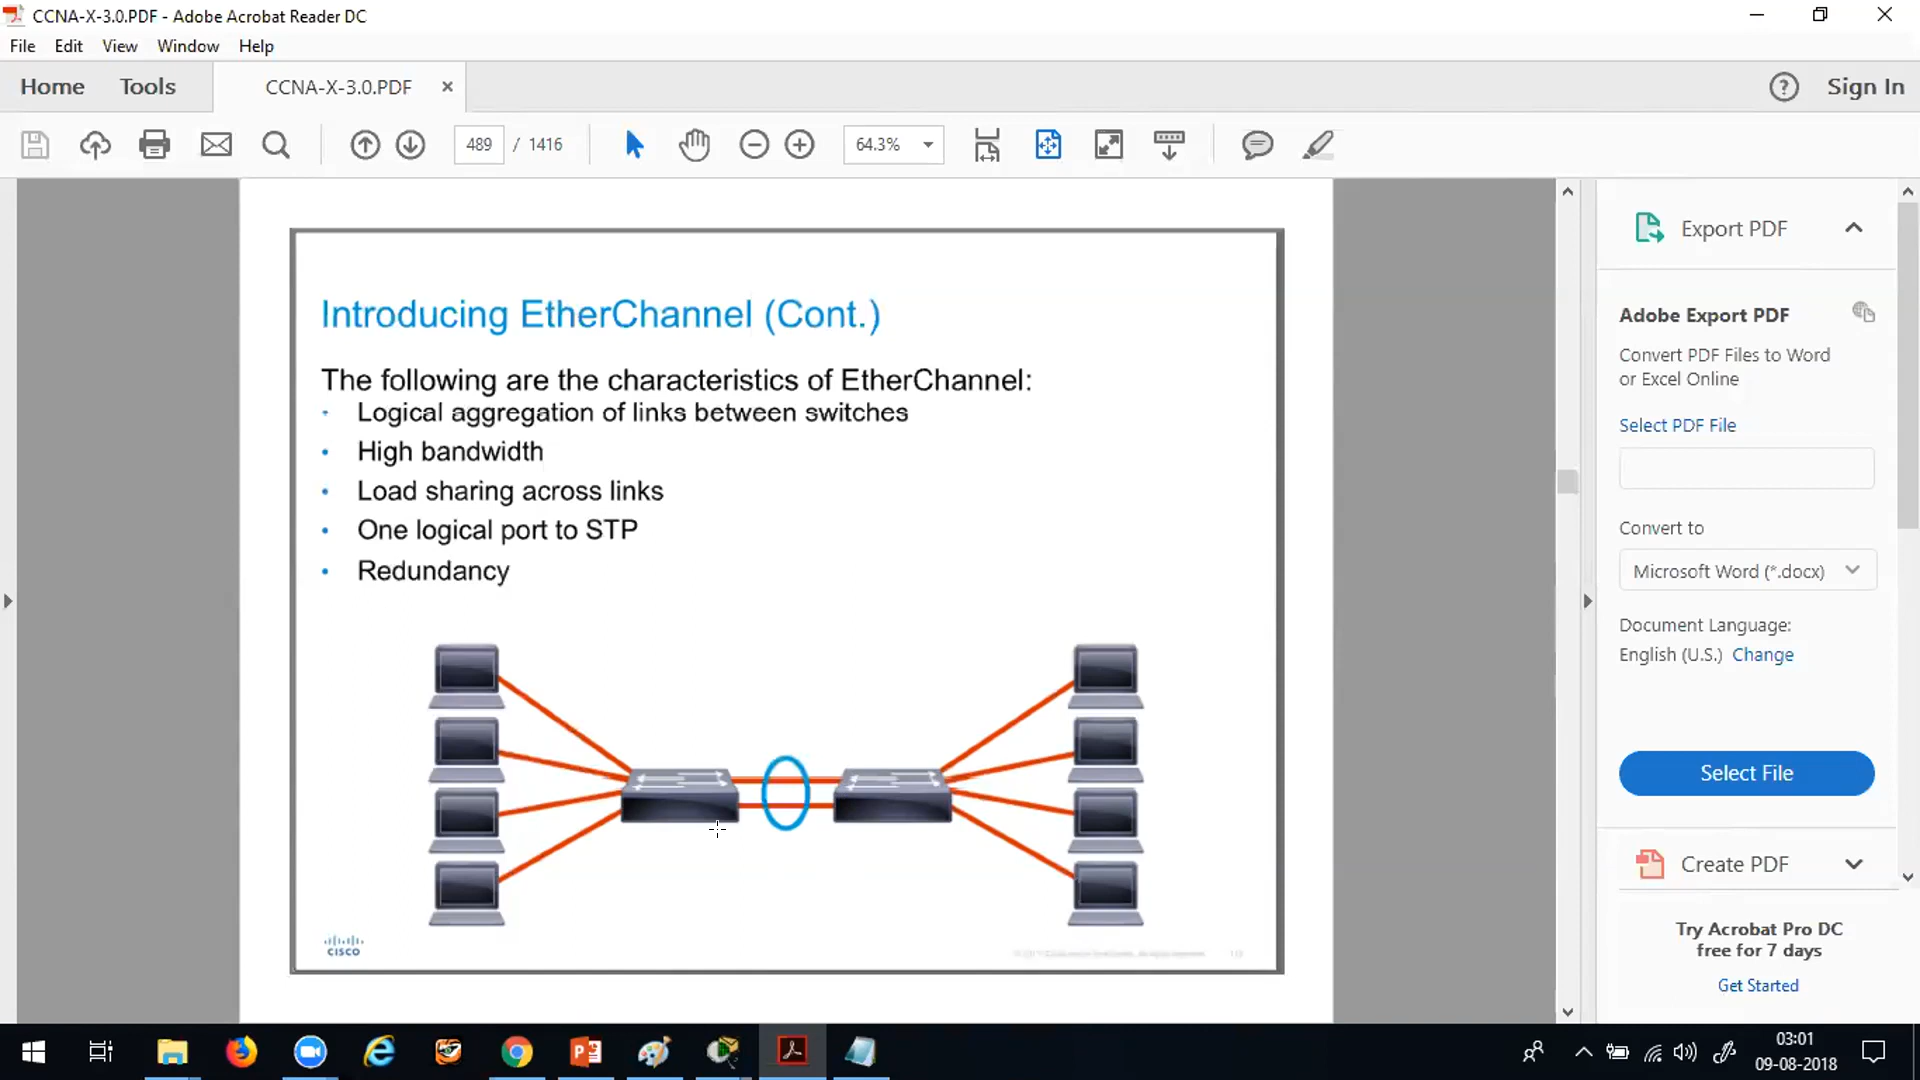 CCNA-X-3.0.PDF - Adobe Acrobat Reader DC
File Edit View Window Help
Home Tools CCNA-X-3.0.PDF × Sign In
489 / 1416 64.3%
Introducing EtherChannel (Cont.)
The following are the characteristics of EtherChannel:
• Logical aggregation of links between switches
• High bandwidth
• Load sharing across links
• One logical port to STP
• Redundancy
CISCO
Export PDF
Adobe Export PDF
Convert PDF Files to Word
or Excel Online
Select PDF File
Convert to
Microsoft Word (*.docx)
Document Language:
English (U.S.) Change
Select File
Create PDF
Try Acrobat Pro DC
free for 7 days
Get Started
03:01
09-08-2018